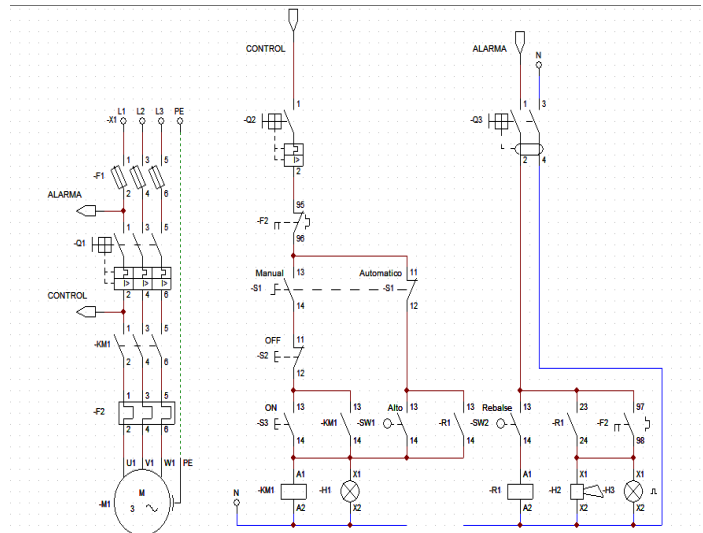 CONTROL
ALARMA
N
L1 L2 L3 PE
-X1
1 3 5
-F1
2 4 6
ALARMA
1 3 5
-Q1
I> I> I>
2 4 6
CONTROL
1 3 5
-KM1
2 4 6
1 3 5
-F2
2 4 6
U1 V1 W1 PE
-M1
M
3
1
-Q2
I>
2
95
-F2
96
Manual
13
-S1
14
Automatico
11
-S1
12
OFF
11
-S2
12
ON
13
-S3
14
13
-KM1
14
Alto
13
-SW1
14
13
-R1
14
N
A1
-KM1
A2
X1
-H1
X2
1 3
-Q3
2 4
Rebalse
13
-SW2
14
23
-R1
24
97
-F2
98
A1
-R1
A2
X1
-H2
X2
X1
-H3
X2